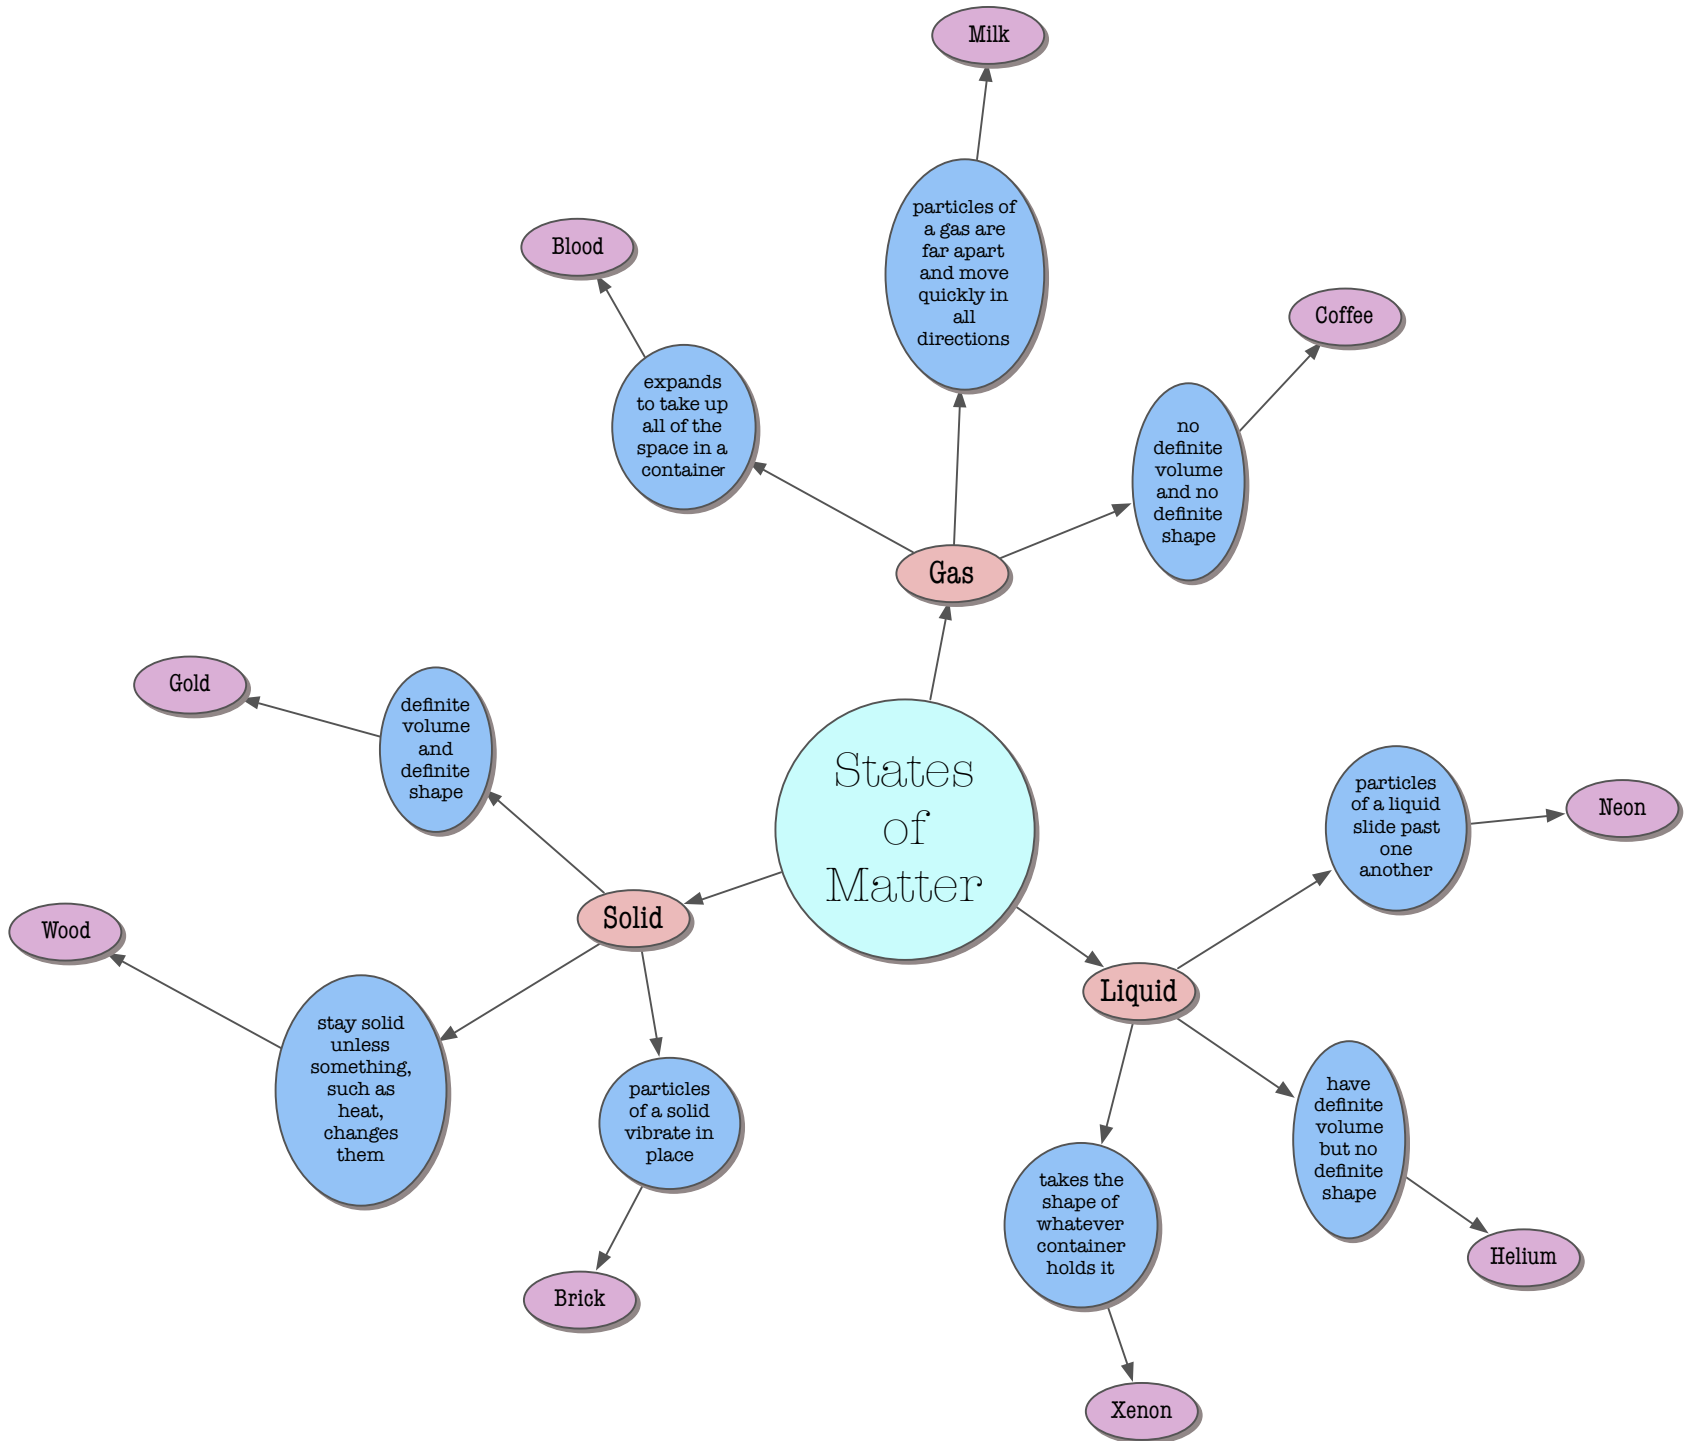 Milk
particles of
a gas are
far apart
and move
quickly in
all
directions
Blood
Coffee
expands
to take up
all of the
space in a
container
no
definite
volume
and no
definite
shape
Gas
Gold
definite
volume
and
definite
shape
States
of
Matter
particles
of a liquid
slide past
one
another
Neon
Solid
Wood
Liquid
stay solid
unless
something,
such as
heat,
changes
them
particles
of a solid
vibrate in
place
have
definite
volume
but no
definite
shape
takes the
shape of
whatever
container
holds it
Helium
Brick
Xenon